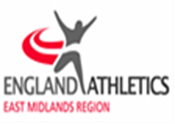 ENGLAND ATHLETICS
EAST MIDLANDS REGION